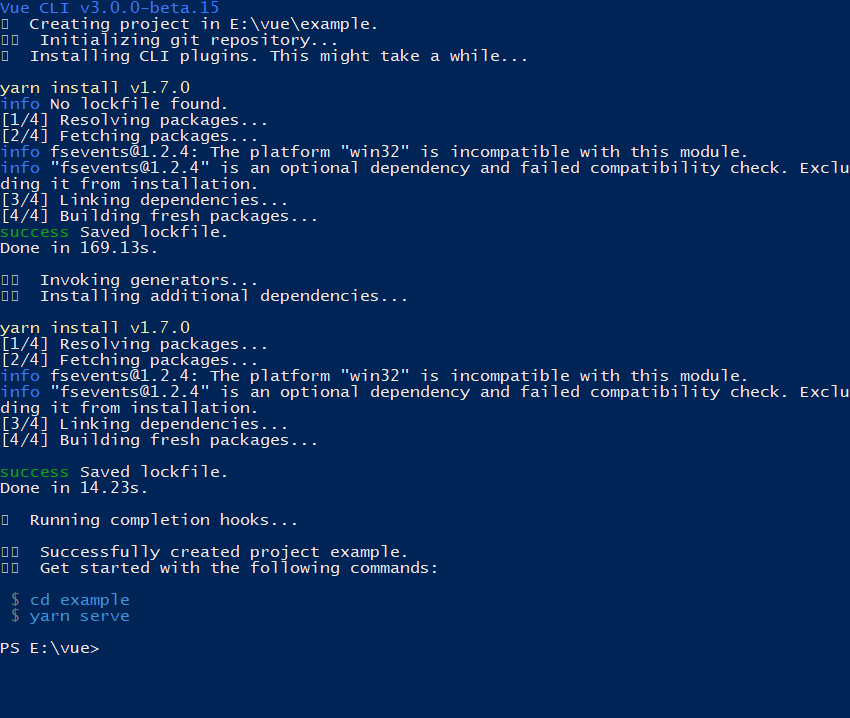 Vue CLI v3.0.0-beta.15
Creating project in E:\vue\example.
Initializing git repository...
Installing CLI plugins. This might take a while...
yarn install v1.7.0
info No lockfile found.
[1/4] Resolving packages...
[2/4] Fetching packages...
info fsevents@1.2.4: The platform "win32" is incompatible with this module.
info "fsevents@1.2.4" is an optional dependency and failed compatibility check. Exclu
ding it from installation.
[3/4] Linking dependencies...
[4/4] Building fresh packages...
success Saved lockfile.
Done in 169.13s.
Invoking generators...
Installing additional dependencies...
yarn install v1.7.0
[1/4] Resolving packages...
[2/4] Fetching packages...
info fsevents@1.2.4: The platform "win32" is incompatible with this module.
info "fsevents@1.2.4" is an optional dependency and failed compatibility check. Exclu
ding it from installation.
[3/4] Linking dependencies...
[4/4] Building fresh packages...
success Saved lockfile.
Done in 14.23s.
Running completion hooks...
Successfully created project example.
Get started with the following commands:
$ cd example
$ yarn serve
PS E:\vue>